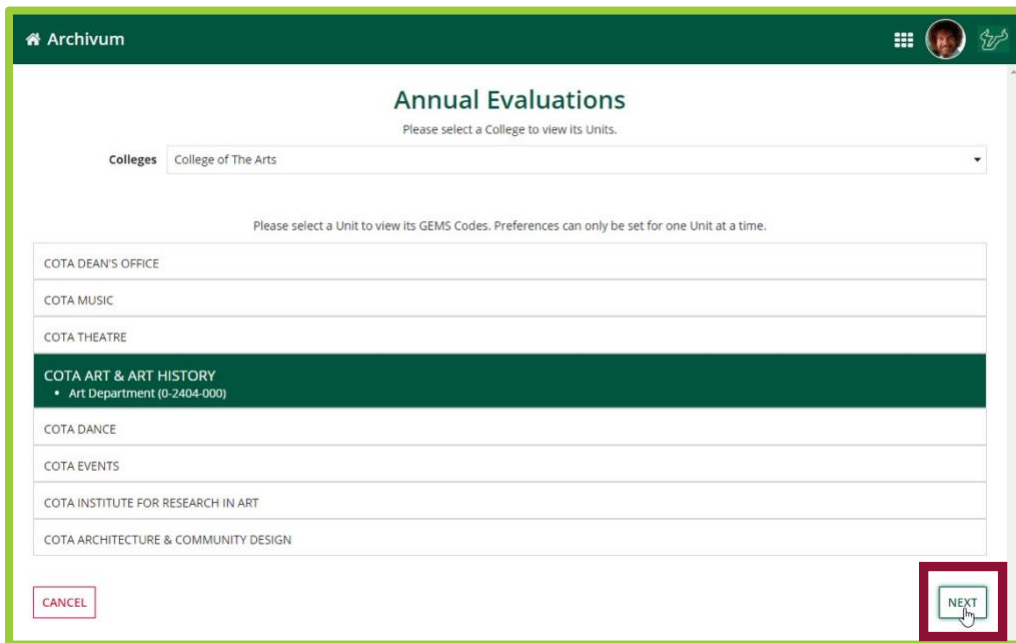 Archivum
Annual Evaluations
Please select a College to view its Units.
Colleges College of The Arts
Please select a Unit to view its GEMS Codes. Preferences can only be set for one Unit at a time.
COTA DEAN'S OFFICE
COTA MUSIC
COTA THEATRE
COTA ART & ART HISTORY
• Art Department (0-2404-000)
COTA DANCE
COTA EVENTS
COTA INSTITUTE FOR RESEARCH IN ART
COTA ARCHITECTURE & COMMUNITY DESIGN
CANCEL NEXT